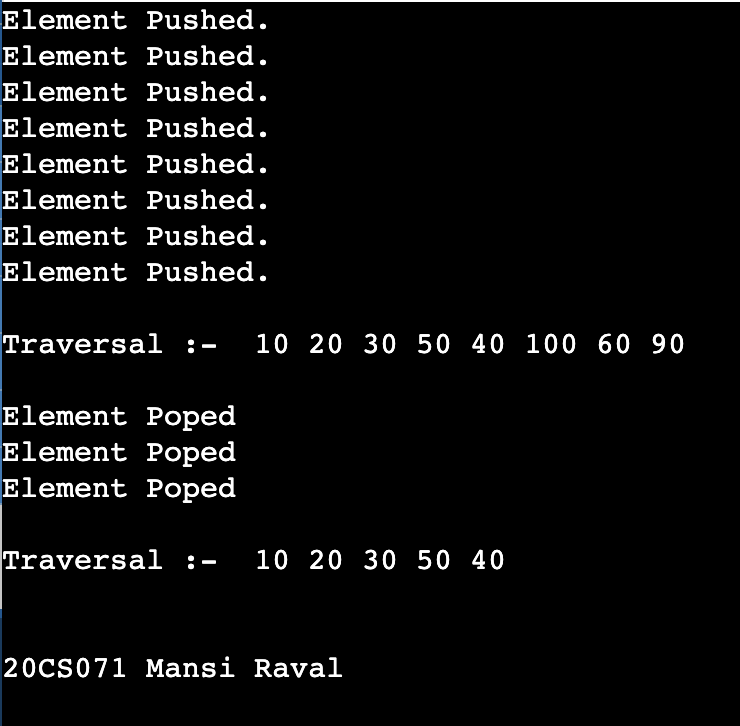 Element Pushed.
Element Pushed.
Element Pushed.
Element Pushed.
Element Pushed.
Element Pushed.
Element Pushed.
Element Pushed.
Traversal :-  10 20 30 50 40 100 60 90
Element Poped
Element Poped
Element Poped
Traversal :-  10 20 30 50 40
20CS071 Mansi Raval